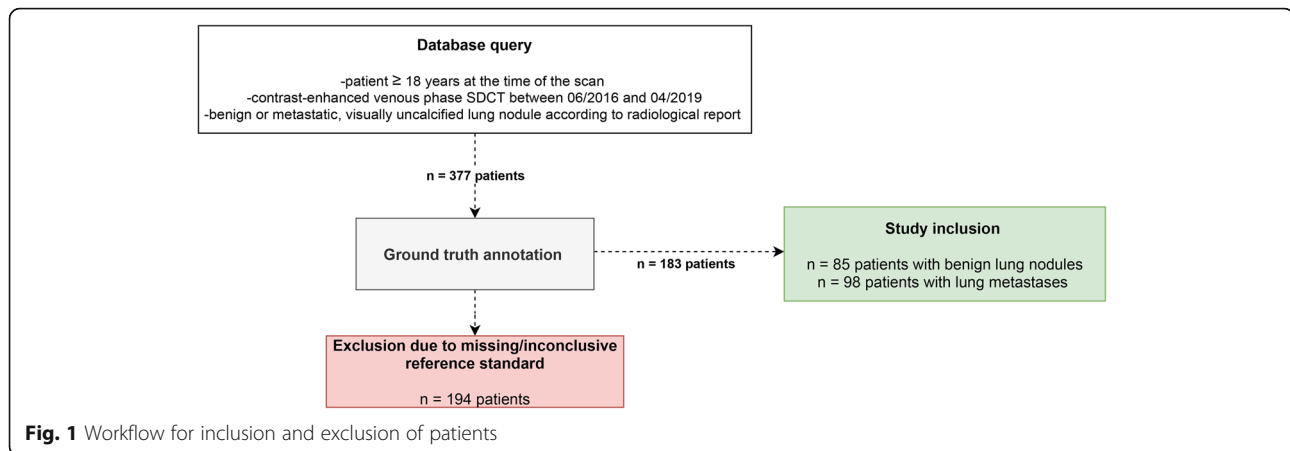 Database query
-patient ≥ 18 years at the time of the scan
-contrast-enhanced venous phase SDCT between 06/2016 and 04/2019
-benign or metastatic, visually uncalcified lung nodule according to radiological report
n = 377 patients
Ground truth annotation
n = 183 patients
Study inclusion
n = 85 patients with benign lung nodules
n = 98 patients with lung metastases
Exclusion due to missing/inconclusive
reference standard
n = 194 patients
Fig. 1 Workflow for inclusion and exclusion of patients